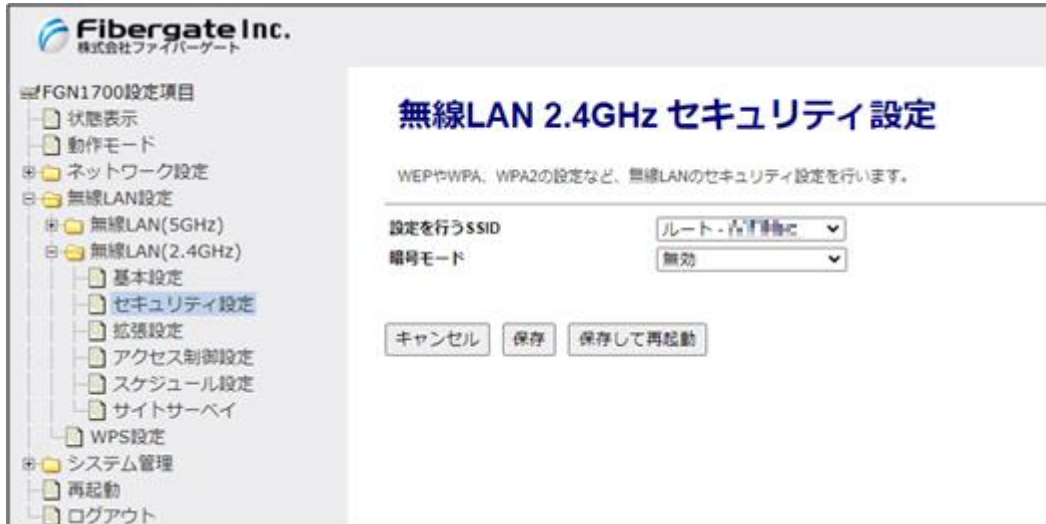 Fibergate Inc.
株式会社ファイバーゲート
FGN1700設定項目
状態表示
動作モード
ネットワーク設定
無線LAN設定
無線LAN(5GHz)
無線LAN(2.4GHz)
基本設定
セキュリティ設定
拡張設定
アクセス制御設定
スケジュール設定
サイトサーベイ
WPS設定
システム管理
再起動
ログアウト
無線LAN 2.4GHz セキュリティ設定
WEPやWPA、WPA2の設定など、無線LANのセキュリティ設定を行います。
設定を行うSSID ルート -
暗号モード 無効
キャンセル 保存 保存して再起動